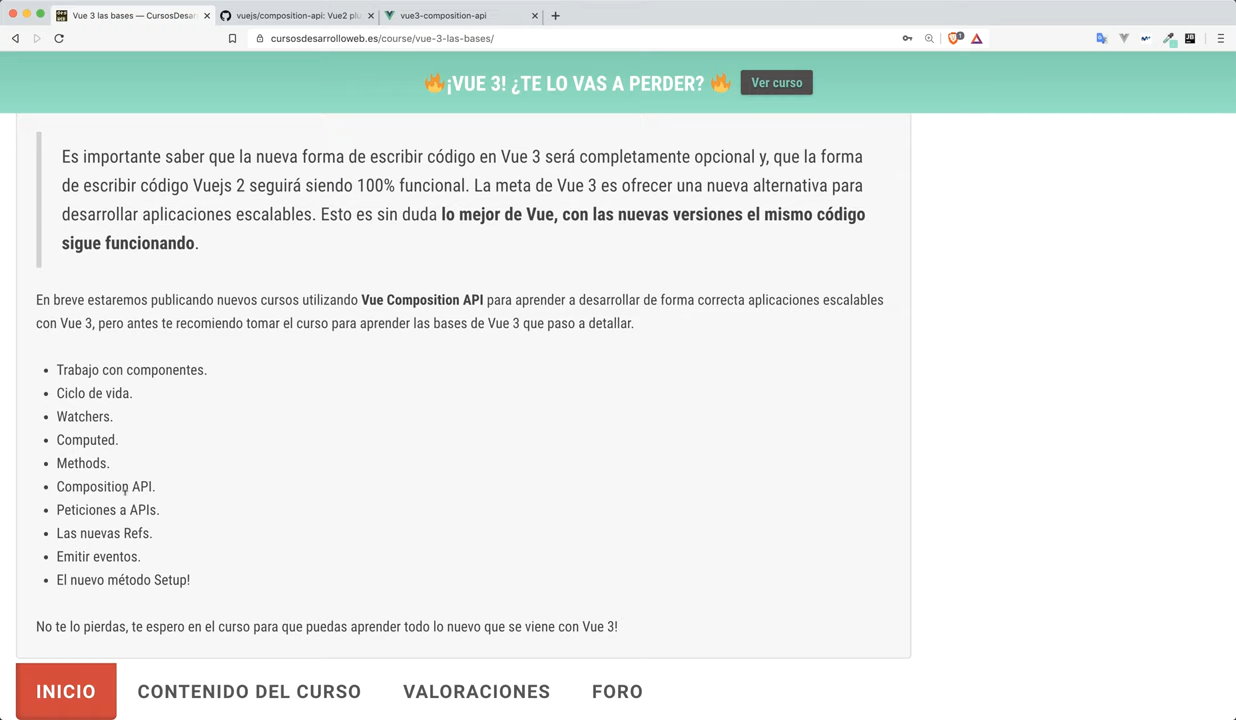 Vue 3 las bases — CursosDesar
vuejs/composition-api: Vue2 plu
vue3-composition-api
cursosdesarrolloweb.es/course/vue-3-las-bases/
¡VUE 3! ¿TE LO VAS A PERDER?
Ver curso
Es importante saber que la nueva forma de escribir código en Vue 3 será completamente opcional y, que la forma
de escribir código Vuejs 2 seguirá siendo 100% funcional. La meta de Vue 3 es ofrecer una nueva alternativa para
desarrollar aplicaciones escalables. Esto es sin duda lo mejor de Vue, con las nuevas versiones el mismo código
sigue funcionando.
En breve estaremos publicando nuevos cursos utilizando Vue Composition API para aprender a desarrollar de forma correcta aplicaciones escalables
con Vue 3, pero antes te recomiendo tomar el curso para aprender las bases de Vue 3 que paso a detallar.
Trabajo con componentes.
Ciclo de vida.
Watchers.
Computed.
Methods.
Composition API.
Peticiones a APIs.
Las nuevas Refs.
Emitir eventos.
El nuevo método Setup!
No te lo pierdas, te espero en el curso para que puedas aprender todo lo nuevo que se viene con Vue 3!
INICIO
CONTENIDO DEL CURSO
VALORACIONES
FORO